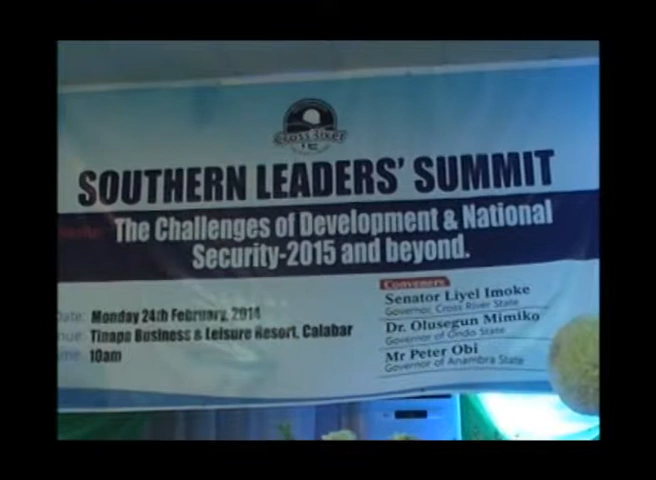 Cross River
SOUTHERN LEADERS' SUMMIT
The Challenges of Development & National
Security-2015 and beyond.
Date: Monday 24th February, 2014
Tinapa Business & Leisure Resort, Calabar
10am
Conveners:
Senator Liyel Imoke
Governor, Cross River State
Dr. Olusegun Mimiko
Governor of Ondo State
Mr Peter Obi
Governor of Anambra State